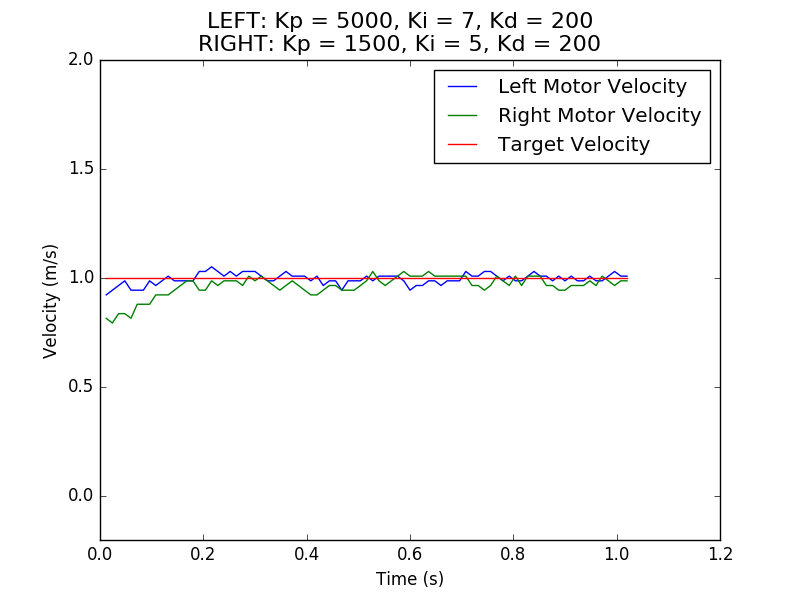 LEFT: Kp = 5000, Ki = 7, Kd = 200
RIGHT: Kp = 1500, Ki = 5, Kd = 200
Left Motor Velocity
Right Motor Velocity
Target Velocity
2.0
1.5
1.0
0.5
0.0
Velocity (m/s)
0.0 0.2 0.4 0.6 0.8 1.0 1.2
Time (s)